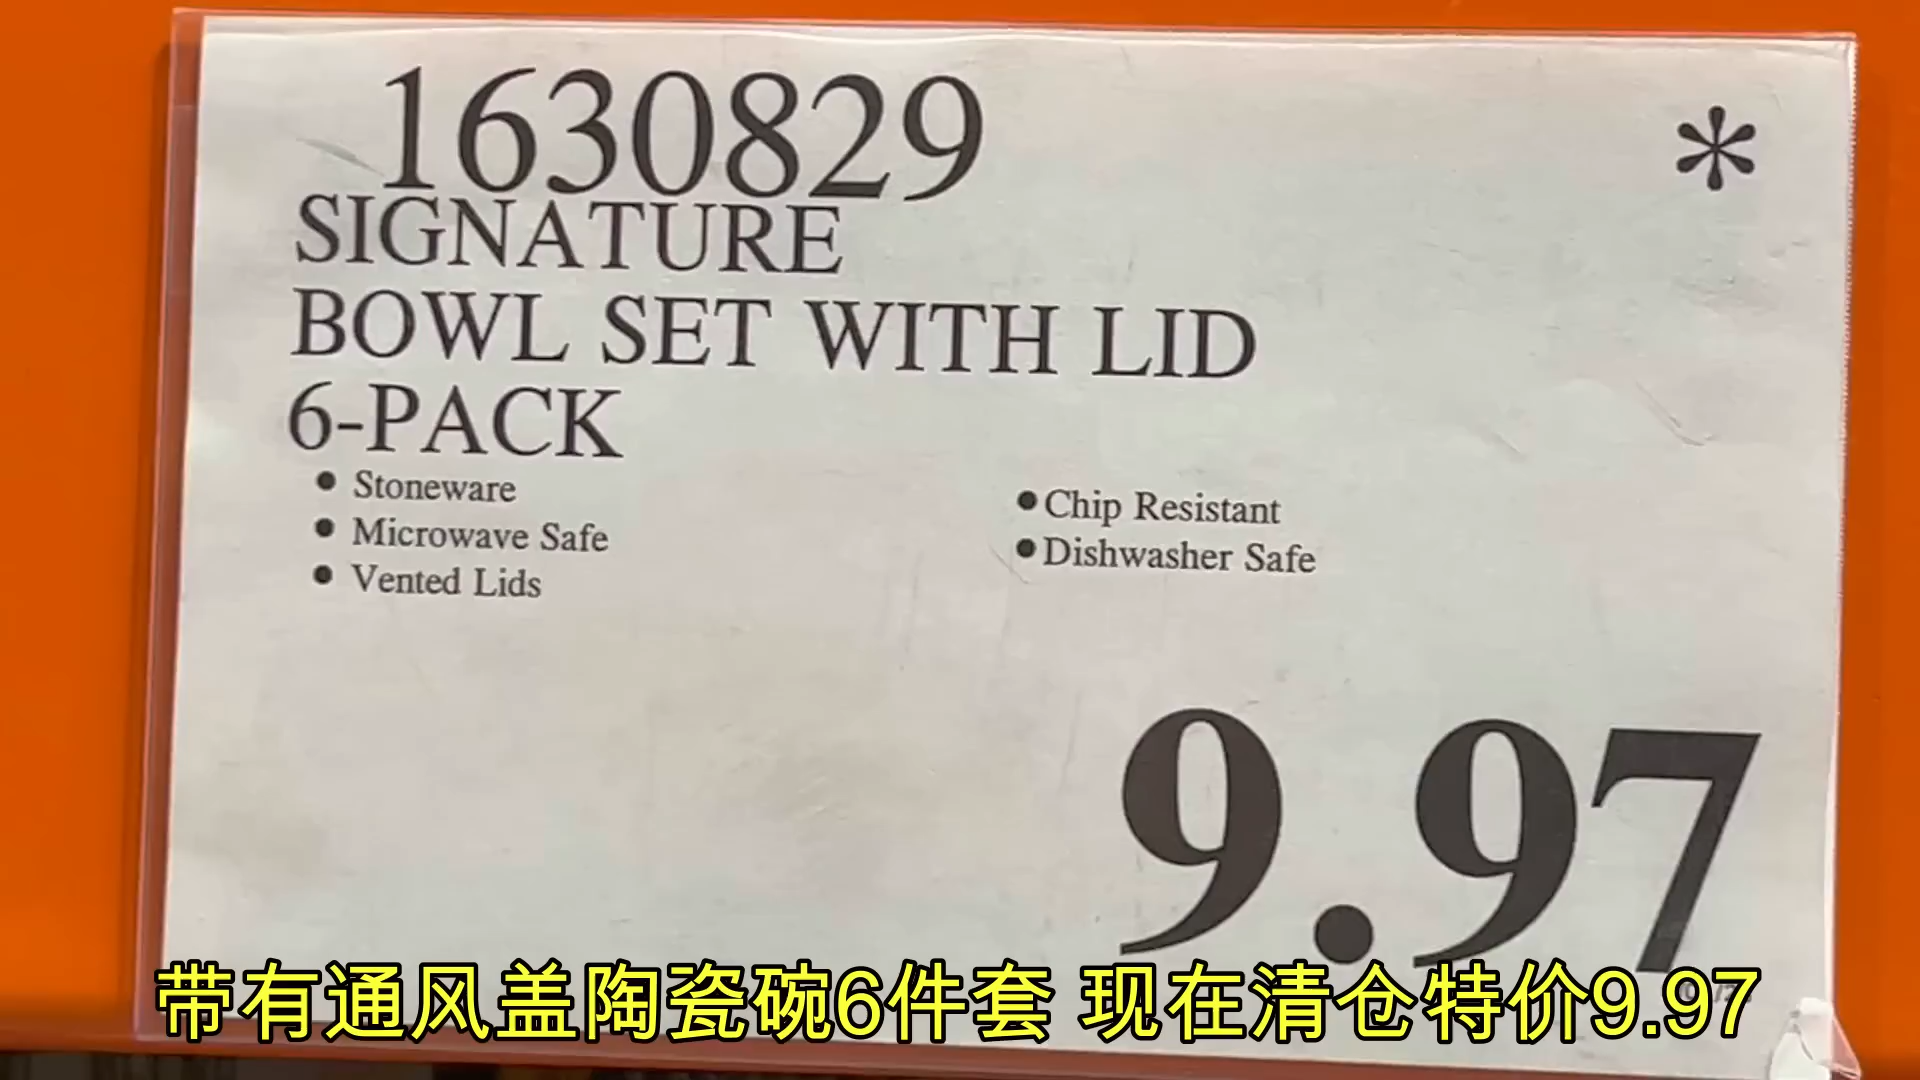 1630829
*
SIGNATURE
BOWL SET WITH LID
6-PACK
• Stoneware
• Microwave Safe
• Vented Lids
• Chip Resistant
• Dishwasher Safe
9.97
带有通风盖陶瓷碗6件套 现在清仓特价9.97